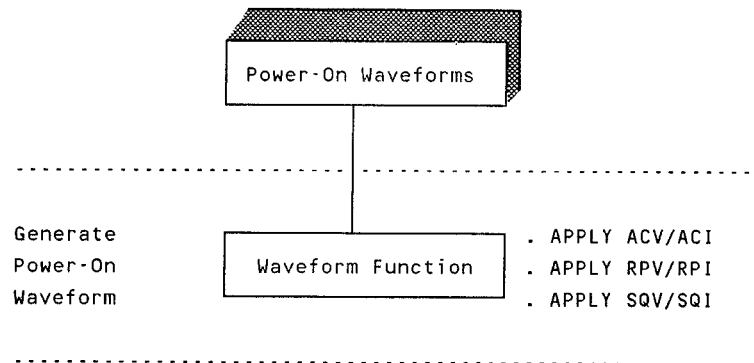 Power-On Waveforms
Generate
Power-On
Waveform
Waveform Function
. APPLY ACV/ACI
. APPLY RPV/RPI
. APPLY SQV/SQI